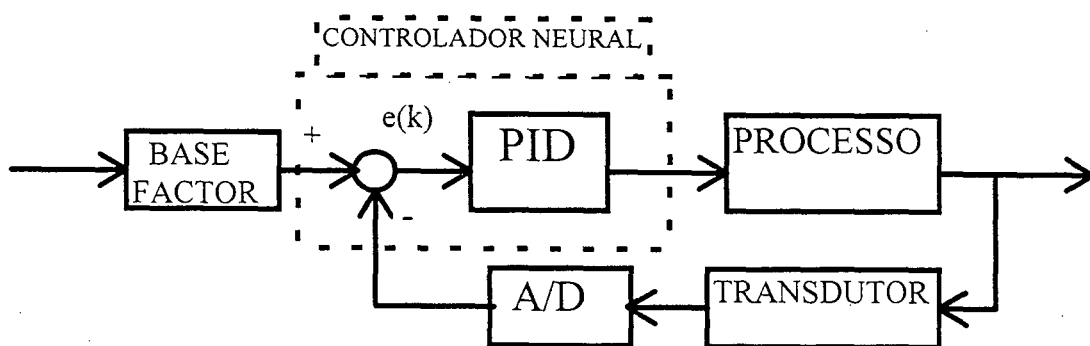 CONTROLADOR NEURAL
+
e(k)
BASE
FACTOR
PID
PROCESSO
-
A/D
TRANSDUTOR